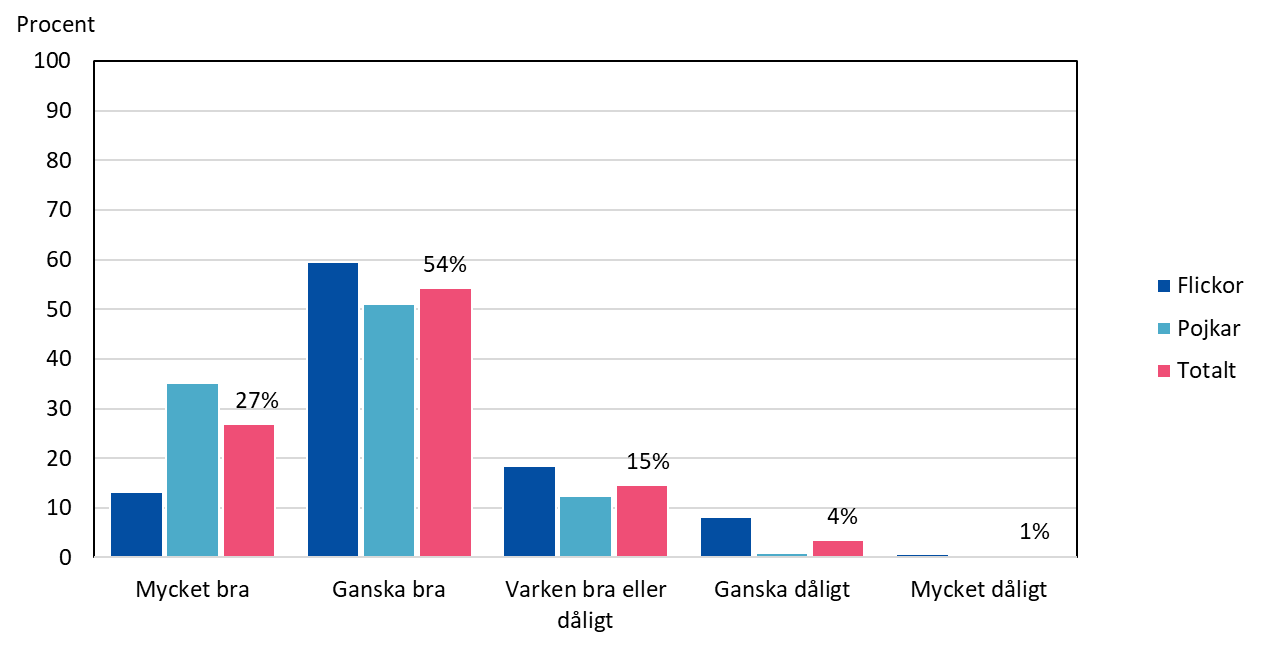 Procent
100
90
80
70
60
50
40
30
20
10
0
27%
54%
15%
4%
1%
Mycket bra
Ganska bra
Varken bra eller
dåligt
Ganska dåligt
Mycket dåligt
Flickor
Pojkar
Totalt